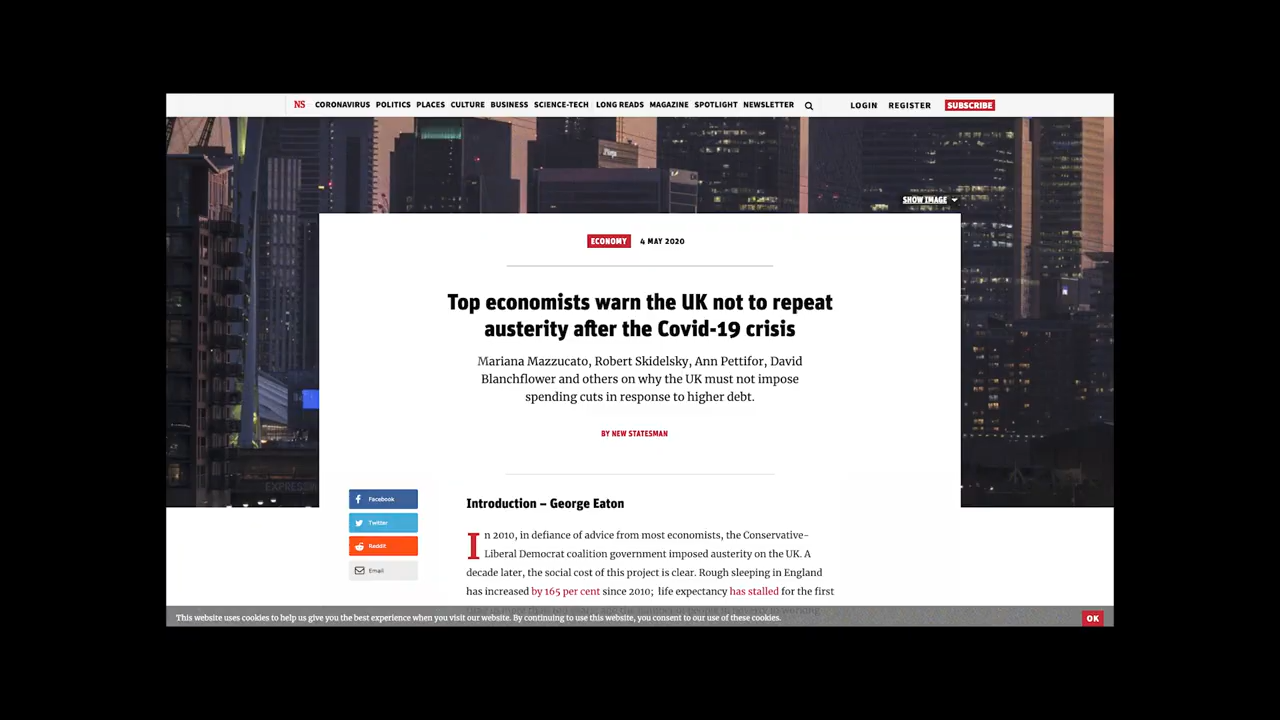 NS CORONAVIRUS POLITICS PLACES CULTURE BUSINESS SCIENCE-TECH LONG READS MAGAZINE SPOTLIGHT NEWSLETTER LOGIN REGISTER SUBSCRIBE
SHOW IMAGE
ECONOMY 4 MAY 2020
Top economists warn the UK not to repeat
austerity after the Covid-19 crisis
Mariana Mazzucato, Robert Skidelsky, Ann Pettifor, David
Blanchflower and others on why the UK must not impose
spending cuts in response to higher debt.
BY NEW STATESMAN
Facebook
Twitter
Reddit
Email
Introduction – George Eaton
In 2010, in defiance of advice from most economists, the Conservative-
Liberal Democrat coalition government imposed austerity on the UK. A
decade later, the social cost of this project is clear. Rough sleeping in England
has increased by 165 per cent since 2010; life expectancy has stalled for the first
This website uses cookies to help us give you the best experience when you visit our website. By continuing to use this website, you consent to our use of these cookies.
OK